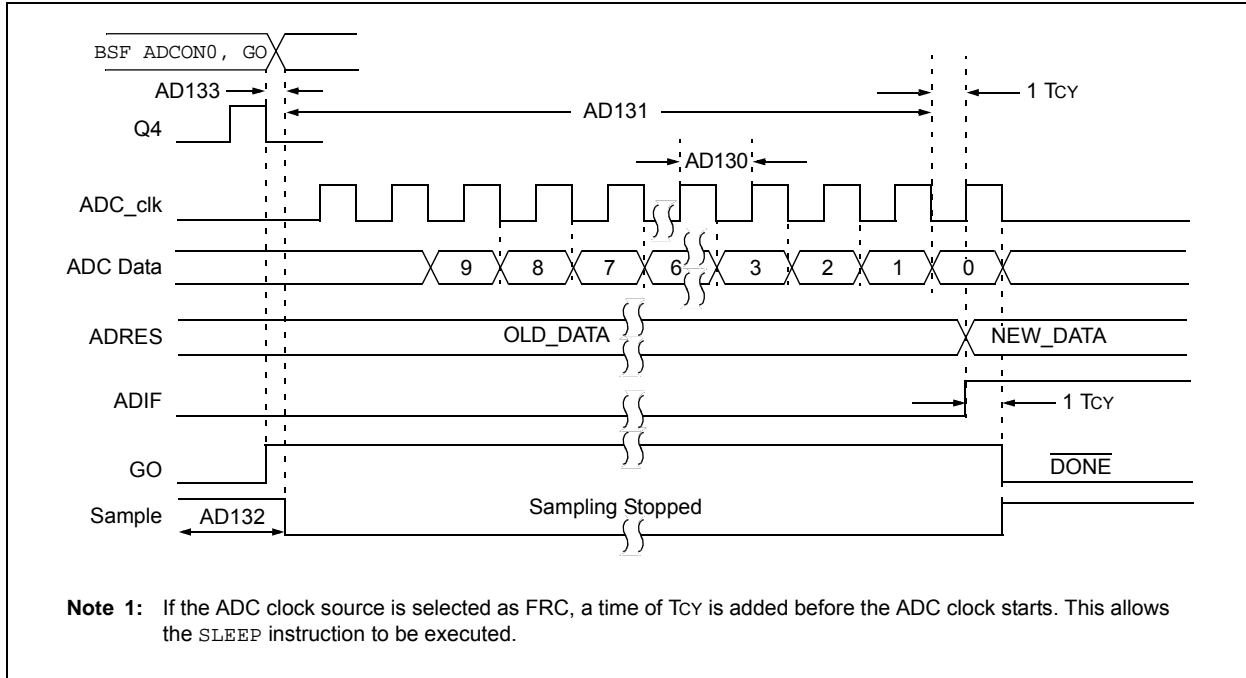 BSF ADCON0, GO
AD133
1 TCY
AD131
Q4
AD130
ADC_clk
ADC Data 9 8 7 6 3 2 1 0
ADRES OLD_DATA NEW_DATA
ADIF 1 TCY
GO DONE
Sample AD132 Sampling Stopped
Note 1: If the ADC clock source is selected as FRC, a time of TCY is added before the ADC clock starts. This allows
the SLEEP instruction to be executed.